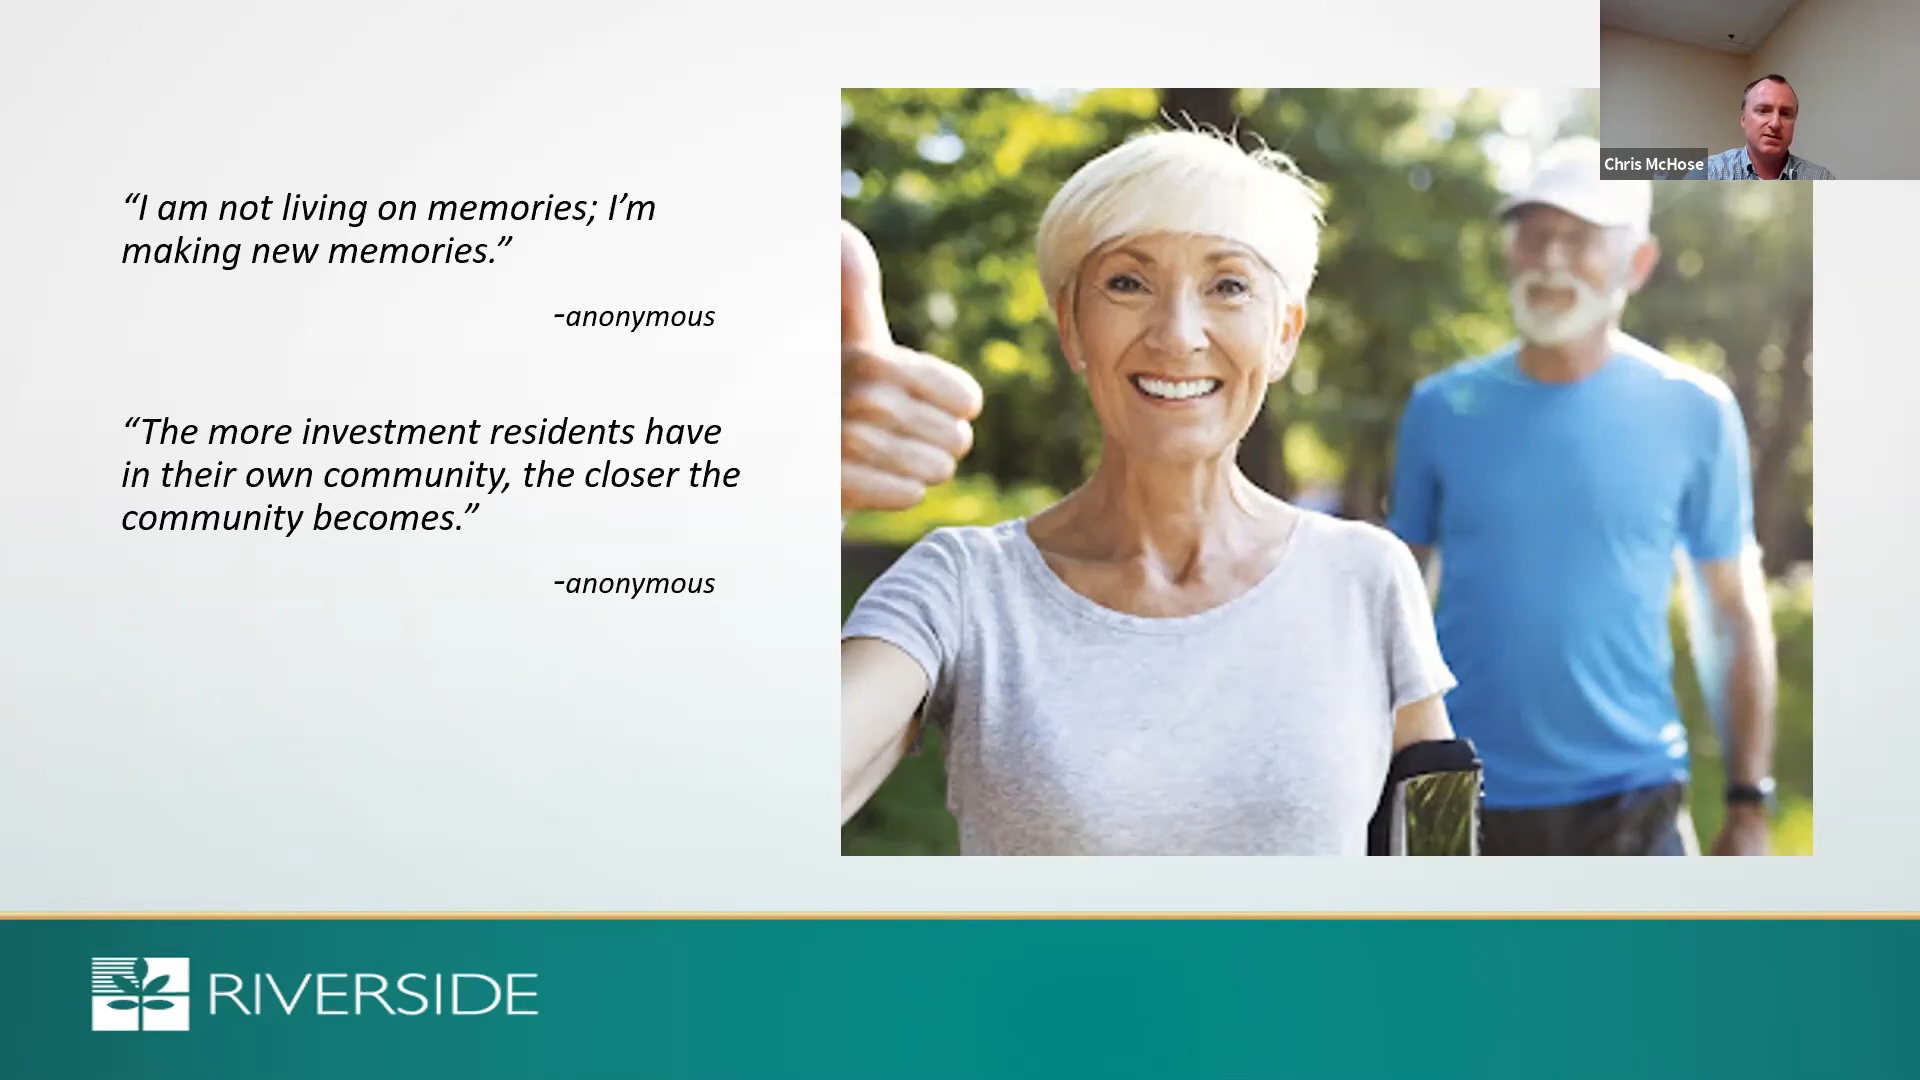 Chris McHose
“I am not living on memories; I’m
making new memories.”
-anonymous
“The more investment residents have
in their own community, the closer the
community becomes.”
-anonymous
RIVERSIDE